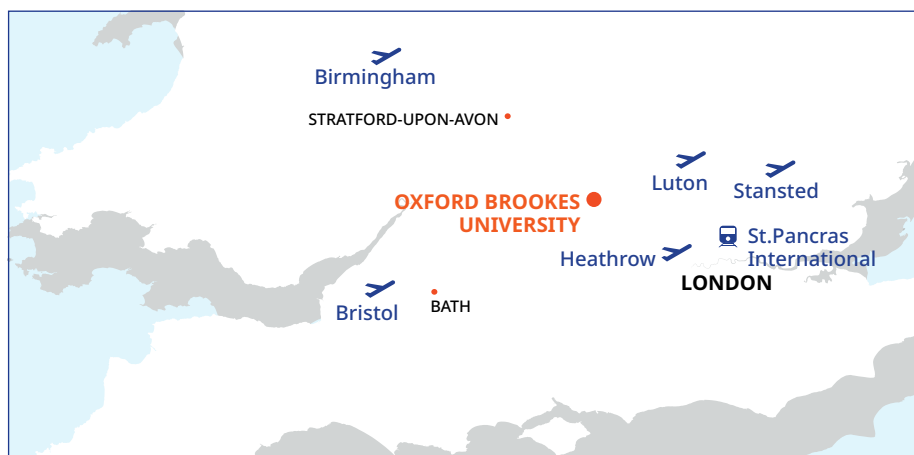 Birmingham
STRATFORD-UPON-AVON
Luton
Stansted
OXFORD BROOKES
UNIVERSITY
St.Pancras
International
Heathrow
LONDON
Bristol
BATH